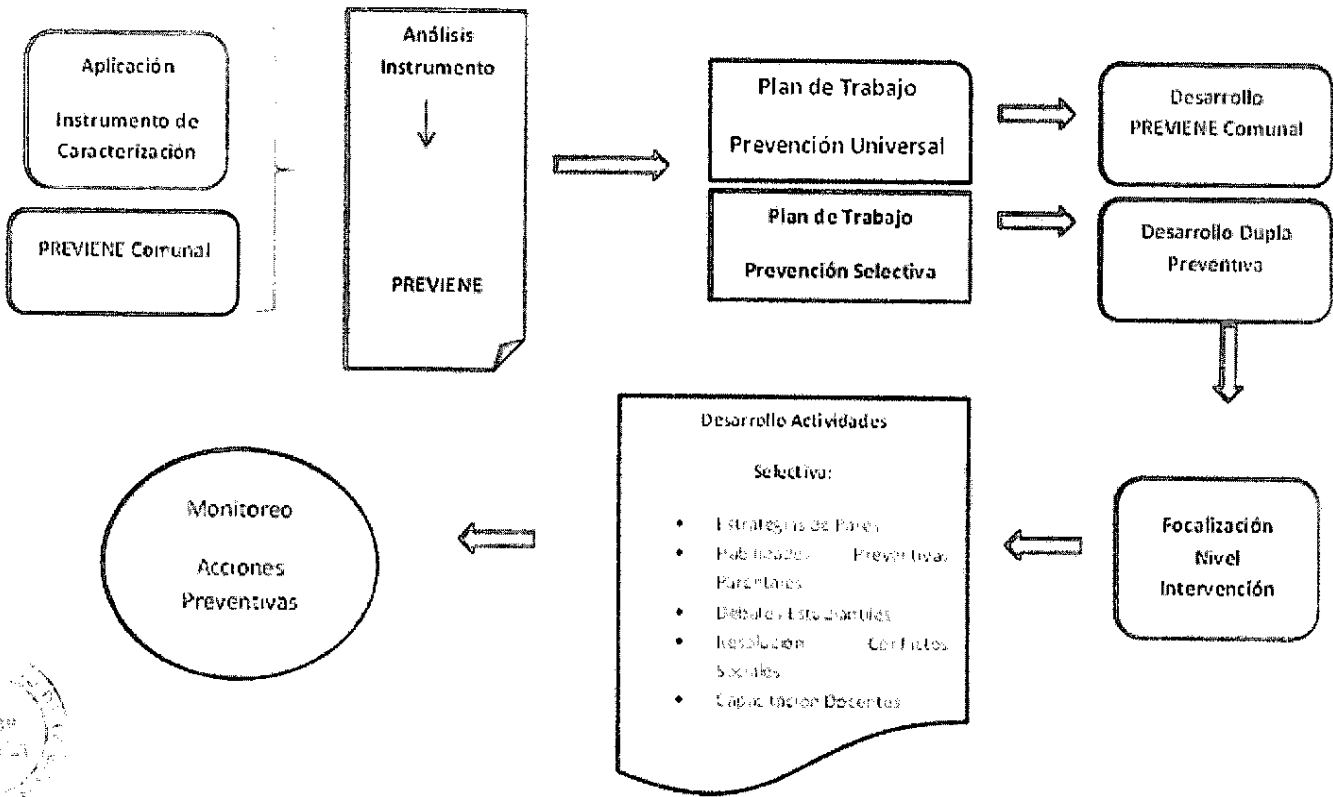 Aplicación
Instrumento de
Caracterización
PREVIENE Comunal
Análisis
Instrumento
PREVIENE
Plan de Trabajo
Prevención Universal
Plan de Trabajo
Prevención Selectiva
Desarrollo
PREVIENE Comunal
Desarrollo Dupla
Preventiva
Focalización
Nivel
Intervención
Desarrollo Actividades
Selectiva:
• Estrategias de Pares
• Habilidades Preventivas
Parentales
• Debates Estudiantiles
• Resolución Conflictos
Sociales
• Capacitación Docentes
Monitoreo
Acciones
Preventivas